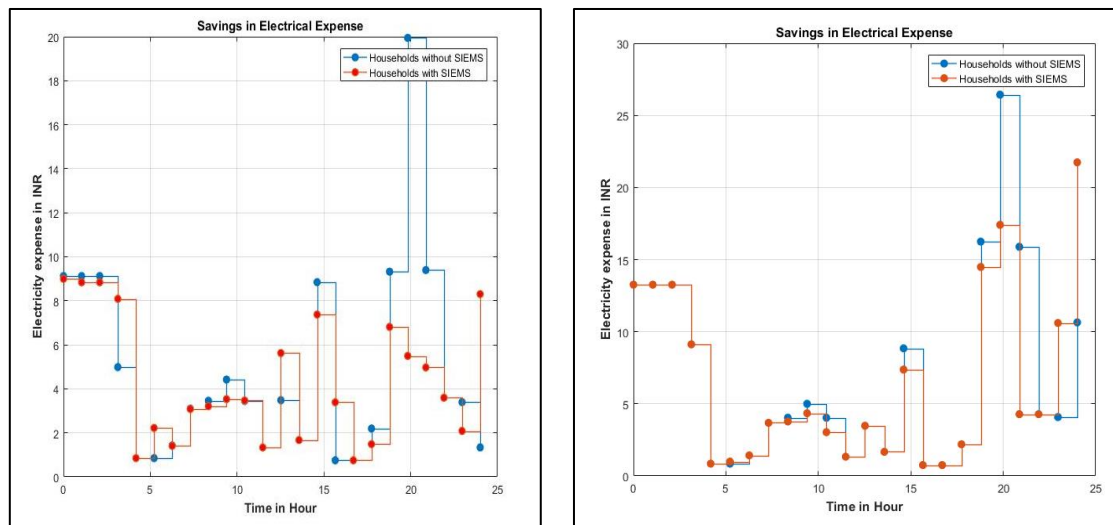 Savings in Electrical Expense
Households without SIEMS
Households with SIEMS
Electricity expense in INR
20
18
16
14
12
10
8
6
4
2
0
0 5 10 15 20 25
Time in Hour
Savings in Electrical Expense
Households without SIEMS
Households with SIEMS
Electricity expense in INR
30
25
20
15
10
5
0
0 5 10 15 20 25
Time in Hour